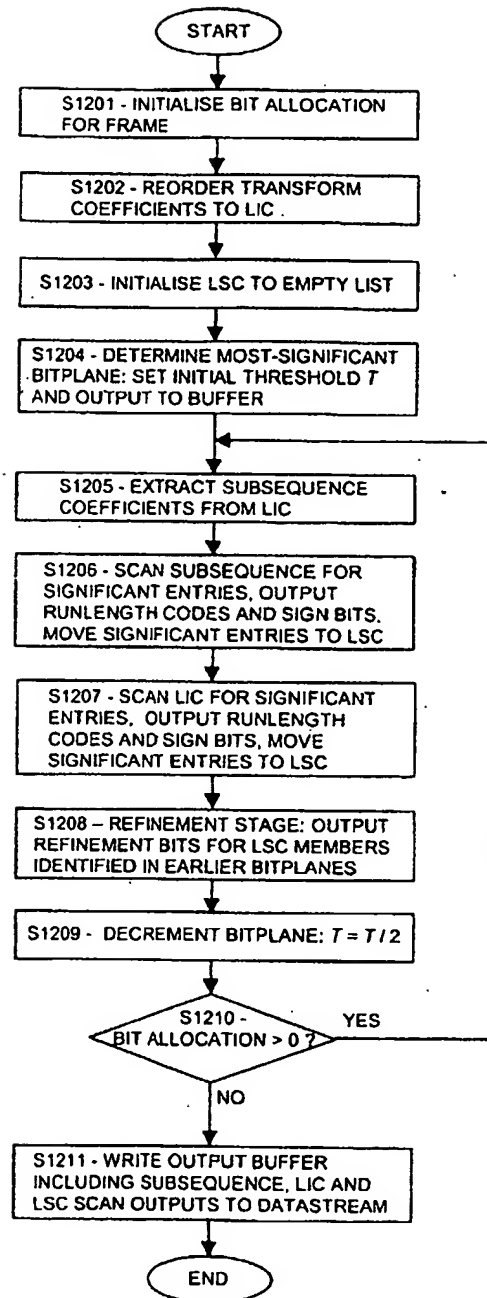 START
S1201 - INITIALISE BIT ALLOCATION
FOR FRAME
S1202 - REORDER TRANSFORM
COEFFICIENTS TO LIC .
S1203 - INITIALISE LSC TO EMPTY LIST
S1204 - DETERMINE MOST-SIGNIFICANT
BITPLANE: SET INITIAL THRESHOLD T
AND OUTPUT TO BUFFER
S1205 - EXTRACT SUBSEQUENCE
COEFFICIENTS FROM LIC
S1206 - SCAN SUBSEQUENCE FOR
SIGNIFICANT ENTRIES, OUTPUT
RUNLENGTH CODES AND SIGN BITS,
MOVE SIGNIFICANT ENTRIES TO LSC
S1207 - SCAN LIC FOR SIGNIFICANT
ENTRIES, OUTPUT RUNLENGTH
CODES AND SIGN BITS, MOVE
SIGNIFICANT ENTRIES TO LSC
S1208 – REFINEMENT STAGE: OUTPUT
REFINEMENT BITS FOR LSC MEMBERS
IDENTIFIED IN EARLIER BITPLANES
S1209 - DECREMENT BITPLANE: T = T / 2
S1210 -
BIT ALLOCATION > 0 ?
YES
NO
S1211 - WRITE OUTPUT BUFFER
INCLUDING SUBSEQUENCE, LIC AND
LSC SCAN OUTPUTS TO DATASTREAM
END